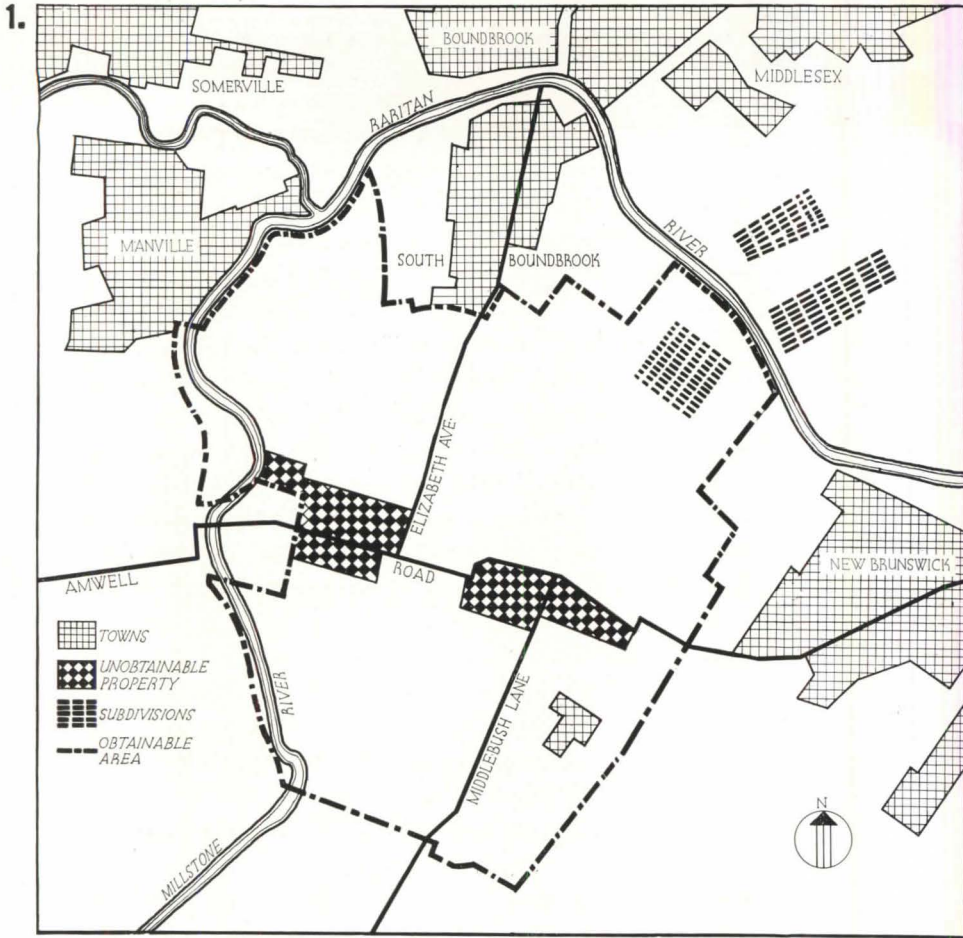 1.
BOUNDBROOK
SOMERVILLE
MIDDLESEX
RARITAN
MANVILLE
SOUTH
BOUNDBROOK
RIVER
ELIZABETH AVE.
AMWELL
ROAD
NEW BRUNSWICK
TOWNS
UNOBTAINABLE
PROPERTY
SUBDIVISIONS
OBTAINABLE
AREA
RIVER
MIDDLEBUSH LANE
N
MILLSTONE